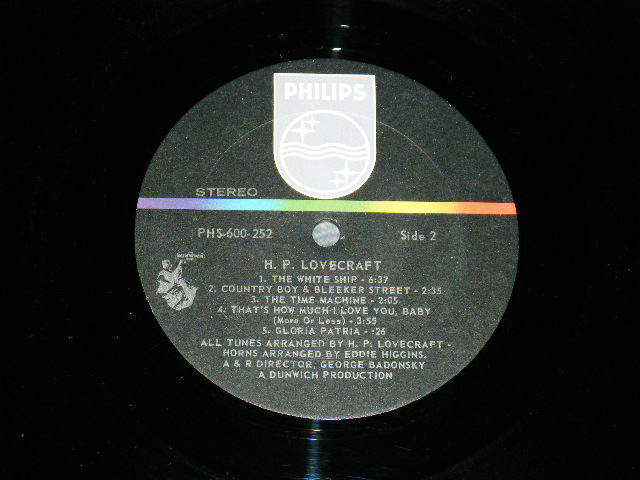 PHILIPS
STEREO
PHS-600-252
Side 2
H. P. LOVECRAFT
1. THE WHITE SHIP - 6:37
2. COUNTRY BOY & BLEEKER STREET - 2:35
3. THE TIME MACHINE - 2:05
4. THAT'S HOW MUCH I LOVE YOU, BABY
(More Or Less) - 3:55
5. GLORIA PATRIA - :26
ALL TUNES ARRANGED BY H. P. LOVECRAFT -
HORNS ARRANGED BY EDDIE HIGGINS.
A & R DIRECTOR, GEORGE BADONSKY
A DUNWICH PRODUCTION